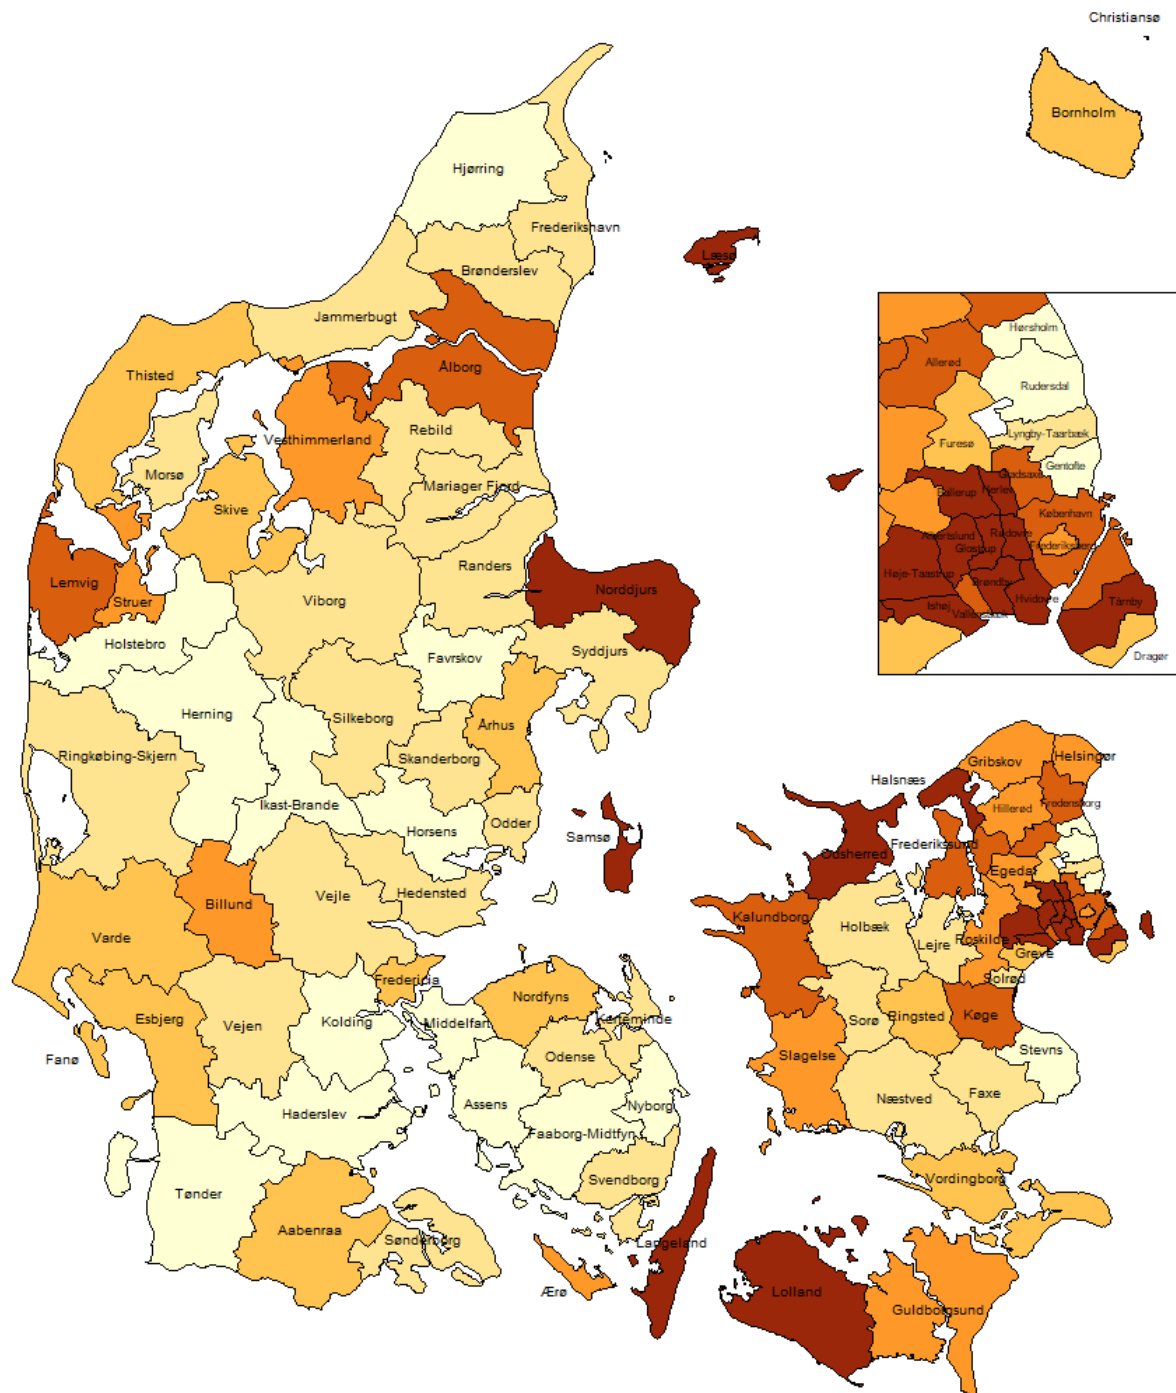 Christiansø
Bornholm
Hjørring
Frederikshavn
Læsø
Brønderslev
Jammerbugt
Ålborg
Thisted
Vesthimmerland
Rebild
Morsø
Mariager Fjord
Skive
Lemvig
Struer
Randers
Norddjurs
Viborg
Holstebro
Favrskov
Syddjurs
Herning
Silkeborg
Århus
Ringkøbing-Skjern
Skanderborg
Ikast-Brande
Horsens
Odder
Samsø
Billund
Vejle
Hedensted
Varde
Fredericia
Esbjerg
Vejen
Kolding
Middelfart
Nordfyns
Kerteminde
Odense
Fanø
Haderslev
Assens
Nyborg
Faaborg-Midtfyn
Tønder
Svendborg
Aabenraa
Sønderborg
Langeland
Ærø
Hørsholm
Allerød
Rudersdal
Furesø
Lyngby-Taarbæk
Gentofte
Gladsaxe
Ballerup
Herlev
København
Albertslund
Rødovre
Frederiksberg
Glostrup
Høje-Taastrup
Brøndby
Ishøj
Vallensbæk
Hvidovre
Tårnby
Dragør
Gribskov
Helsingør
Halsnæs
Hillerød
Fredensborg
Odsherred
Frederikssund
Egedal
Kalundborg
Holbæk
Lejre
Roskilde
Greve
Solrød
Sorø
Ringsted
Køge
Slagelse
Stevns
Næstved
Faxe
Vordingborg
Lolland
Guldborgsund